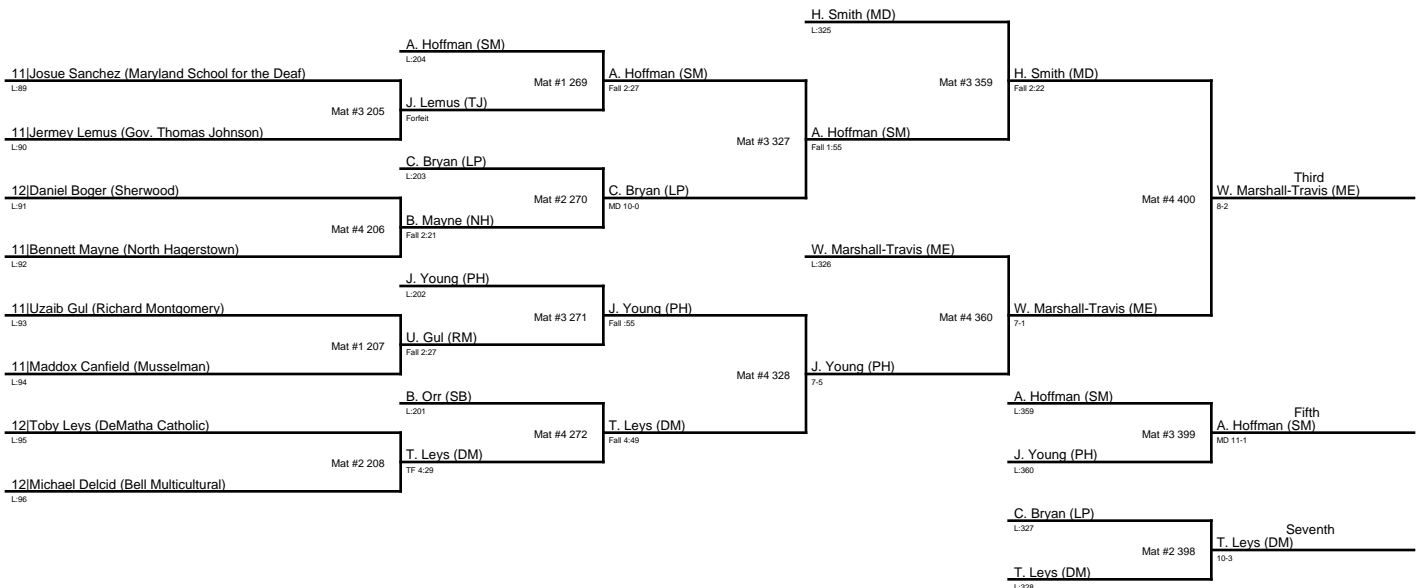 H. Smith (MD)
L:325
A. Hoffman (SM)
L:204
11|Josue Sanchez (Maryland School for the Deaf)
L:89
Mat #1 269
A. Hoffman (SM)
Fall 2:27
Mat #3 359
H. Smith (MD)
Fall 2:22
Mat #3 205
J. Lemus (TJ)
Forfeit
11|Jermey Lemus (Gov. Thomas Johnson)
L:90
Mat #3 327
A. Hoffman (SM)
Fall 1:55
C. Bryan (LP)
L:203
12|Daniel Boger (Sherwood)
L:91
Mat #2 270
C. Bryan (LP)
MD 10-0
Mat #4 400
Third
W. Marshall-Travis (ME)
8-2
Mat #4 206
B. Mayne (NH)
Fall 2:21
11|Bennett Mayne (North Hagerstown)
L:92
W. Marshall-Travis (ME)
L:326
J. Young (PH)
L:202
11|Uzaib Gul (Richard Montgomery)
L:93
Mat #3 271
J. Young (PH)
Fall :55
Mat #4 360
W. Marshall-Travis (ME)
7-1
Mat #1 207
U. Gul (RM)
Fall 2:27
11|Maddox Canfield (Musselman)
L:94
Mat #4 328
J. Young (PH)
7-5
B. Orr (SB)
L:201
A. Hoffman (SM)
L:359
12|Toby Leys (DeMatha Catholic)
L:95
Mat #4 272
T. Leys (DM)
Fall 4:49
Mat #3 399
Fifth
A. Hoffman (SM)
MD 11-1
Mat #2 208
T. Leys (DM)
TF 4:29
J. Young (PH)
L:360
12|Michael Delcid (Bell Multicultural)
L:96
C. Bryan (LP)
L:327
Mat #2 398
Seventh
T. Leys (DM)
10-3
T. Leys (DM)
L:328